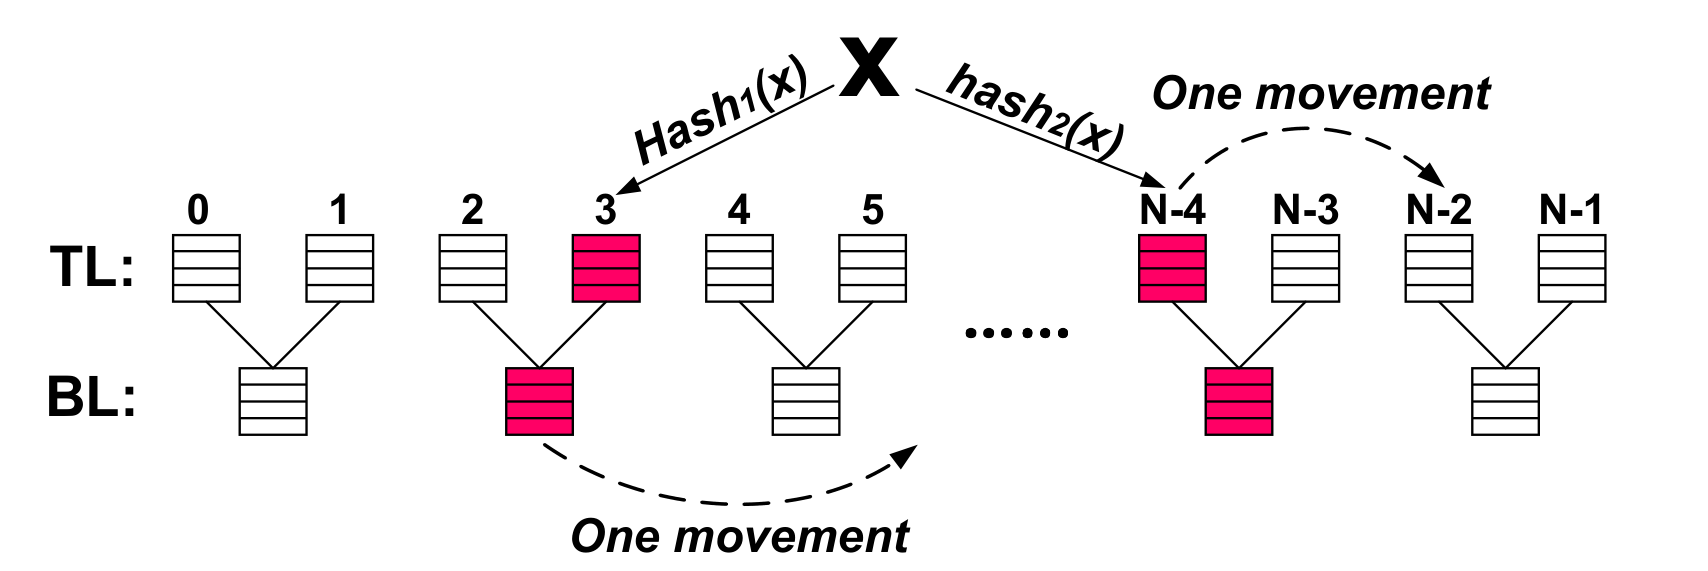 X
Hash1(x)
hash2(x)
One movement
0 1 2 3 4 5 N-4 N-3 N-2 N-1
TL:
......
BL:
One movement